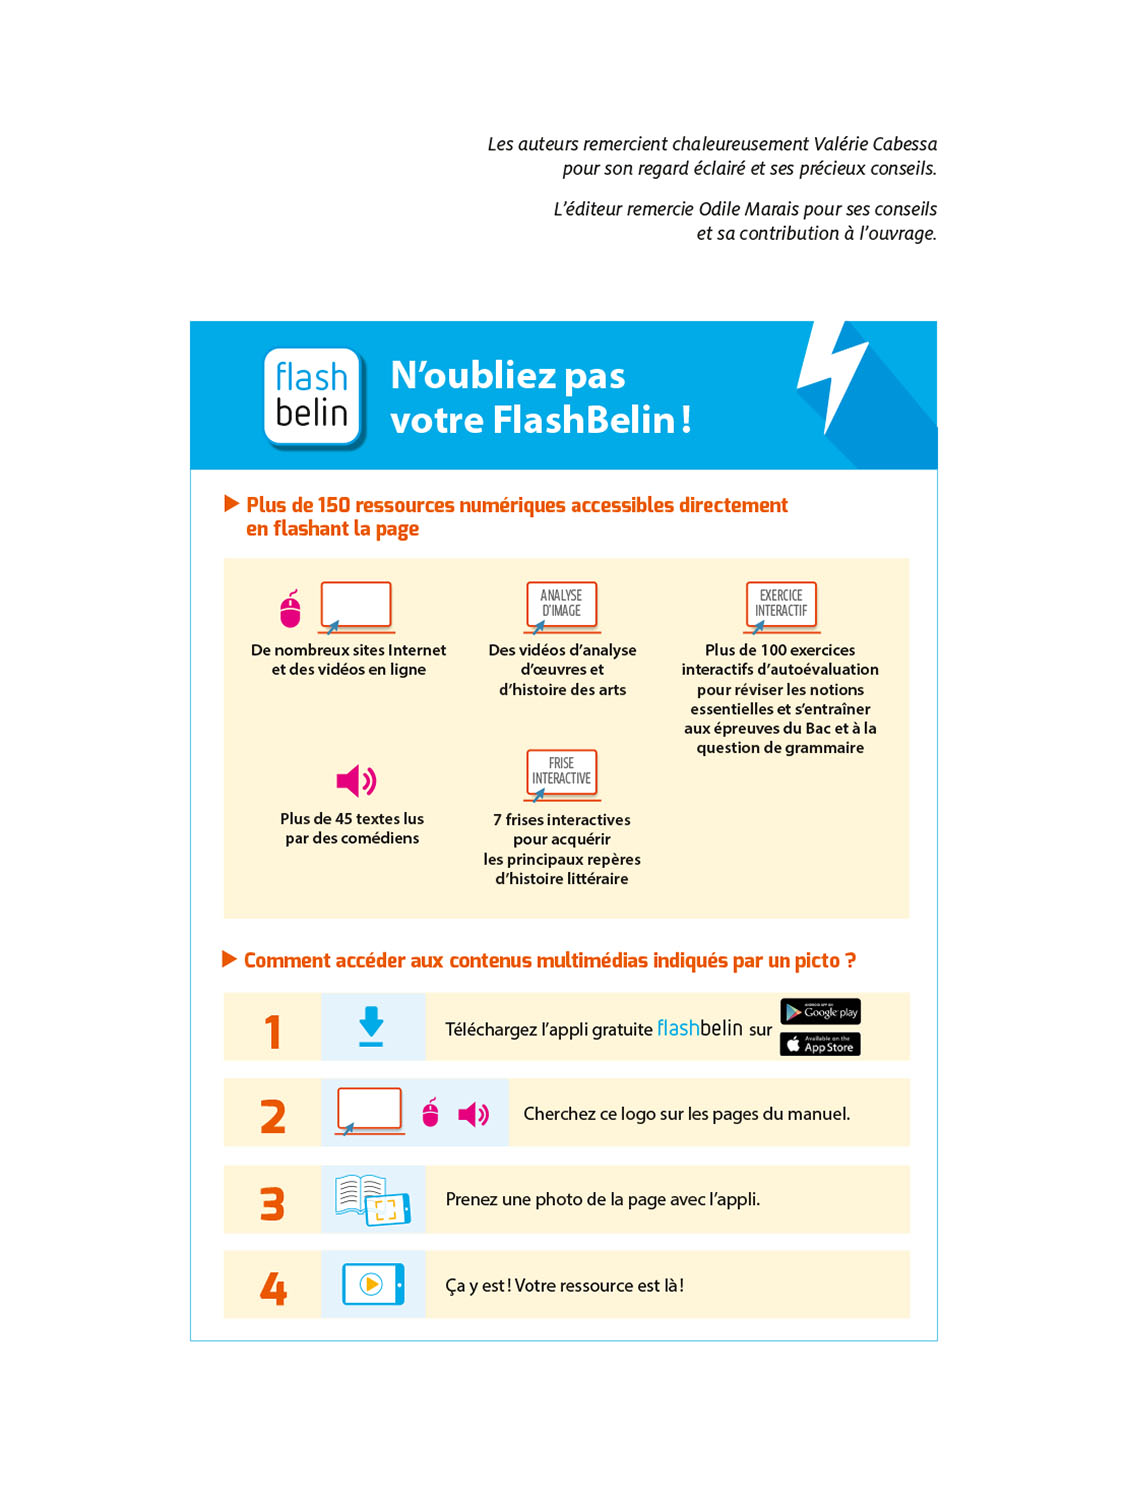 Les auteurs remercient chaleureusement Valérie Cabessa
pour son regard éclairé et ses précieux conseils.
L'éditeur remercie Odile Marais pour ses conseils
et sa contribution à l'ouvrage.
flash
belin
N'oubliez pas
votre FlashBelin !
Plus de 150 ressources numériques accessibles directement
en flashant la page
De nombreux sites Internet
et des vidéos en ligne
ANALYSE
D'IMAGE
Des vidéos d'analyse
d'œuvres et
d'histoire des arts
EXERCICE
INTERACTIF
Plus de 100 exercices
interactifs d'autoévaluation
pour réviser les notions
essentielles et s'entraîner
aux épreuves du Bac et à la
question de grammaire
Plus de 45 textes lus
par des comédiens
FRISE
INTERACTIVE
7 frises interactives
pour acquérir
les principaux repères
d'histoire littéraire
Comment accéder aux contenus multimédias indiqués par un picto ?
1
Téléchargez l'appli gratuite flashbelin sur
ANDROID APP ON
Google play
Available on the
App Store
2
Cherchez ce logo sur les pages du manuel.
3
Prenez une photo de la page avec l'appli.
4
Ça y est ! Votre ressource est là !